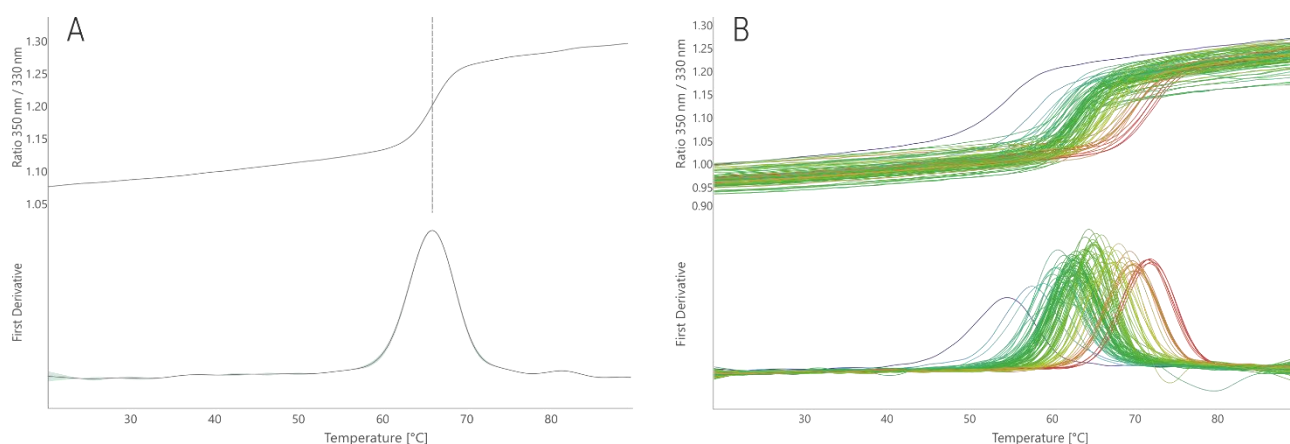 A
Ratio 350 nm / 330 nm
1.30
1.25
1.20
1.15
1.10
1.05
First Derivative
30 40 50 60 70 80
Temperature [°C]
B
Ratio 350 nm / 330 nm
1.30
1.20
1.20
1.15
1.10
1.05
1.00
0.95
0.90
First Derivative
30 40 50 60 70 80
Temperature [°C]